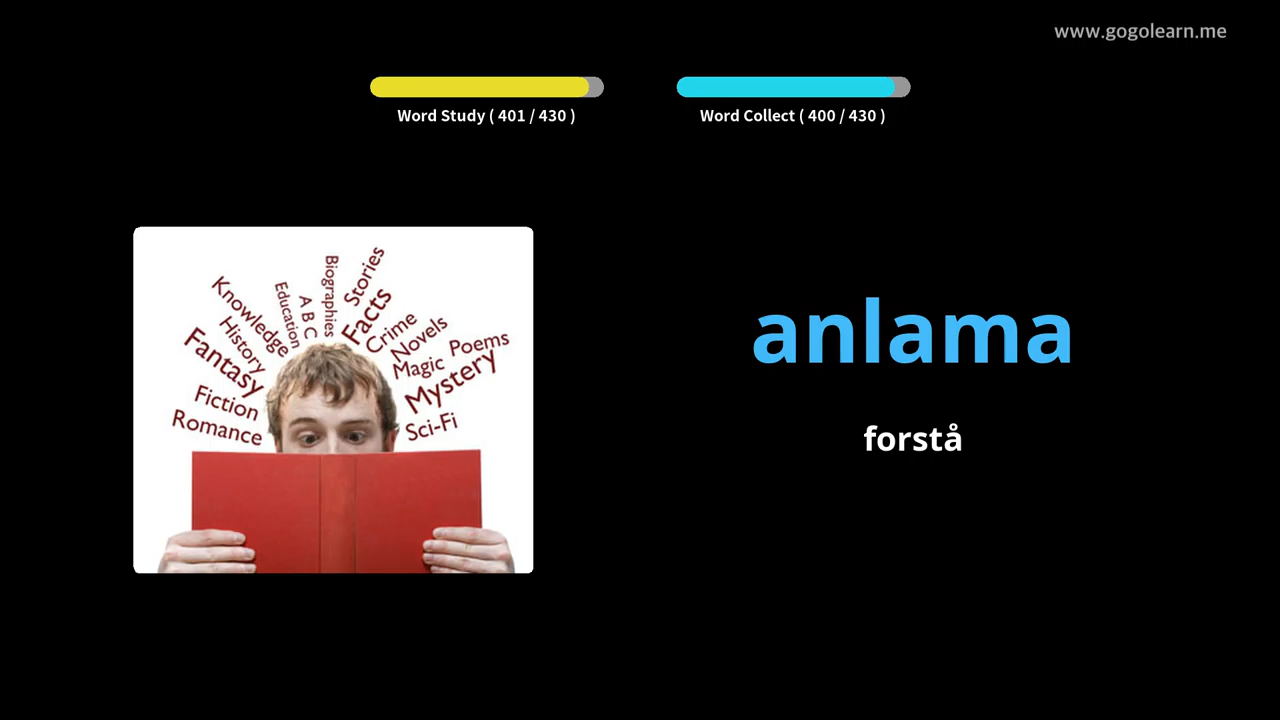 www.gogolearn.me
Word Study ( 401 / 430 )
Word Collect ( 400 / 430 )
Knowledge
Education
A B C
Biographies
Stories
Facts
Crime
Novels
Poems
History
Fantasy
Magic
Mystery
Fiction
Romance
Sci-Fi
anlama
forstå